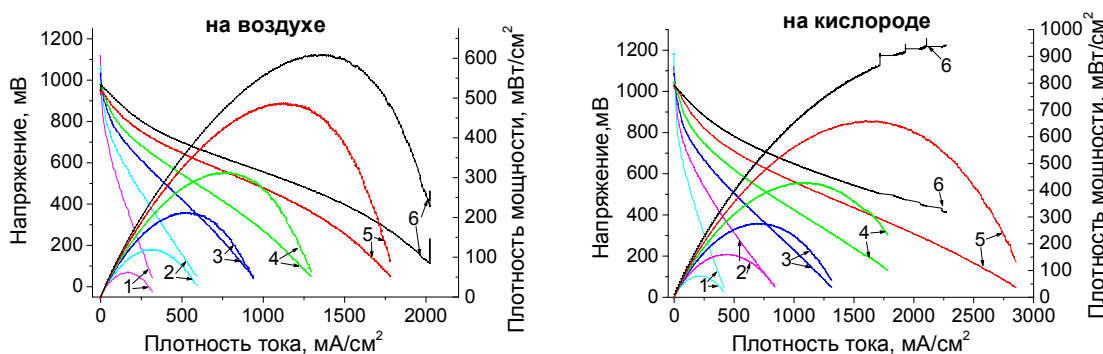 на воздухе
Напряжение, мВ
1200
1000
800
600
400
200
0
0 500 1000 1500 2000
Плотность тока, мА/см²
600
500
400
300
200
100
0
Плотность мощности, мВт/см²
1 2 3 4 5 6
на кислороде
Напряжение,мВ
1200
1000
800
600
400
200
0
0 500 1000 1500 2000 2500 3000
Плотность тока, мА/см²
1000
900
800
700
600
500
400
300
200
100
0
Плотность мощности, мВт/см²
6
6
1 2 3 4 5